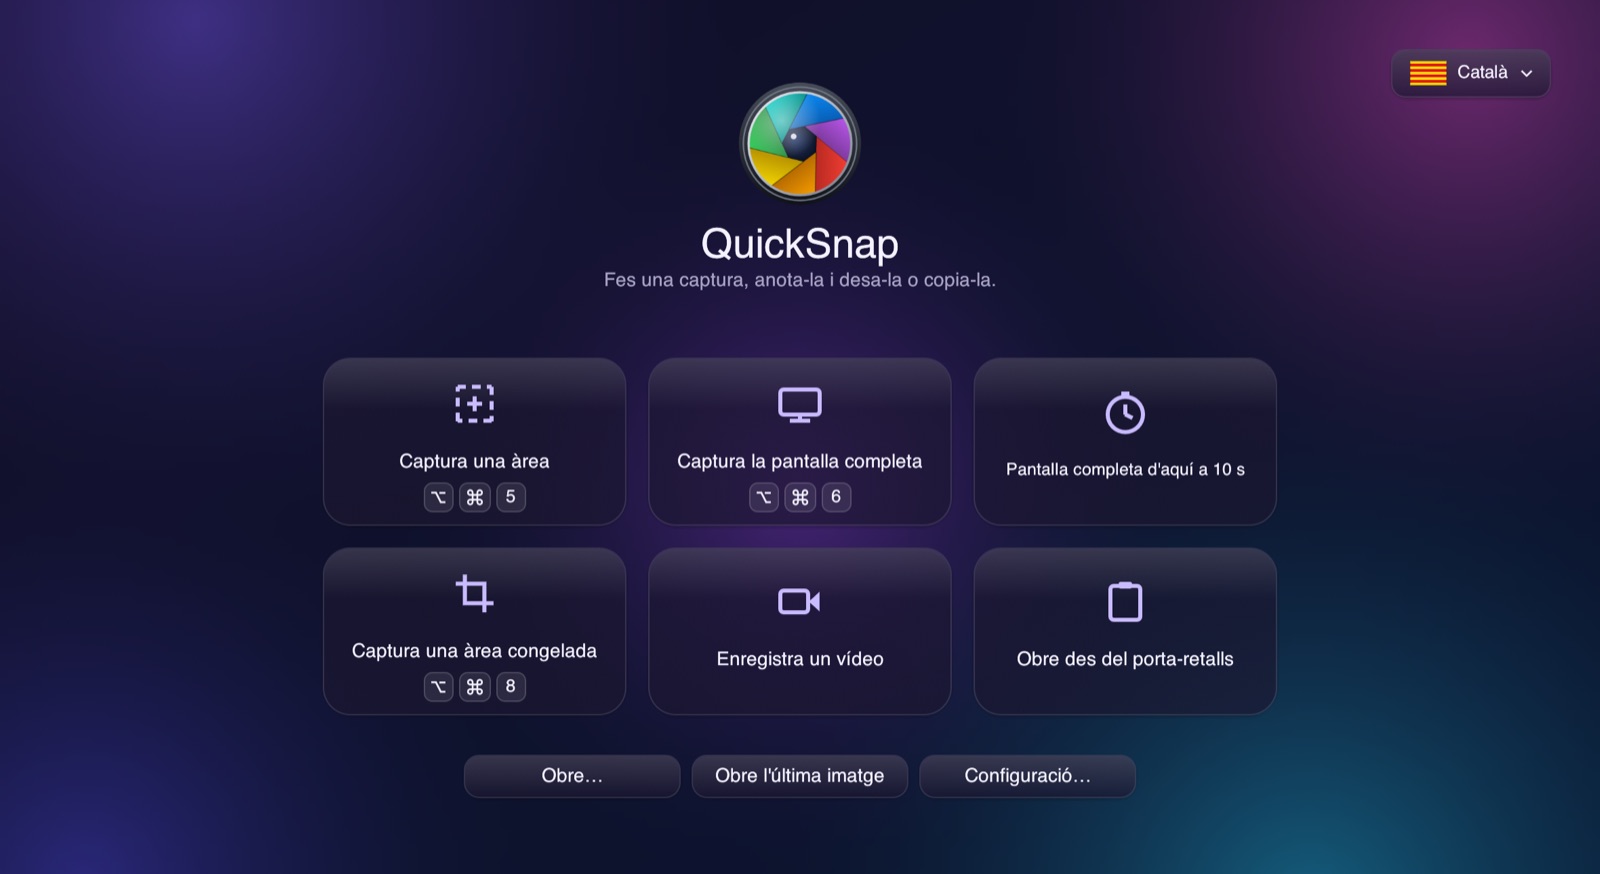 Català
QuickSnap
Fes una captura, anota-la i desa-la o copia-la.
Captura una àrea
⌥ ⌘ 5
Captura la pantalla completa
⌥ ⌘ 6
Pantalla completa d'aquí a 10 s
Captura una àrea congelada
⌥ ⌘ 8
Enregistra un vídeo
Obre des del porta-retalls
Obre…
Obre l'última imatge
Configuració…